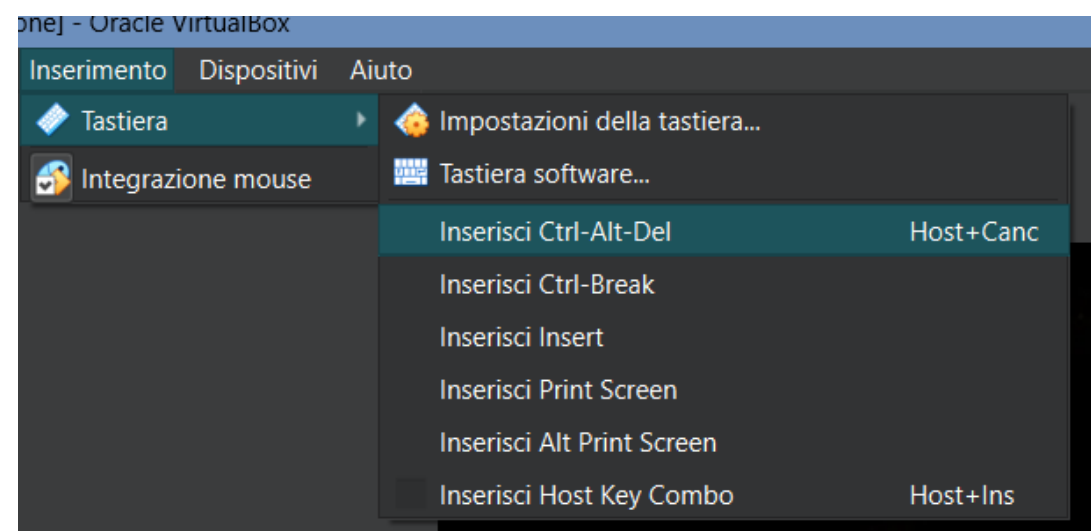 one] - Oracle VirtualBox
Inserimento Dispositivi Aiuto
Tastiera
Integrazione mouse
Impostazioni della tastiera...
Tastiera software...
Inserisci Ctrl-Alt-Del Host+Canc
Inserisci Ctrl-Break
Inserisci Insert
Inserisci Print Screen
Inserisci Alt Print Screen
Inserisci Host Key Combo Host+Ins